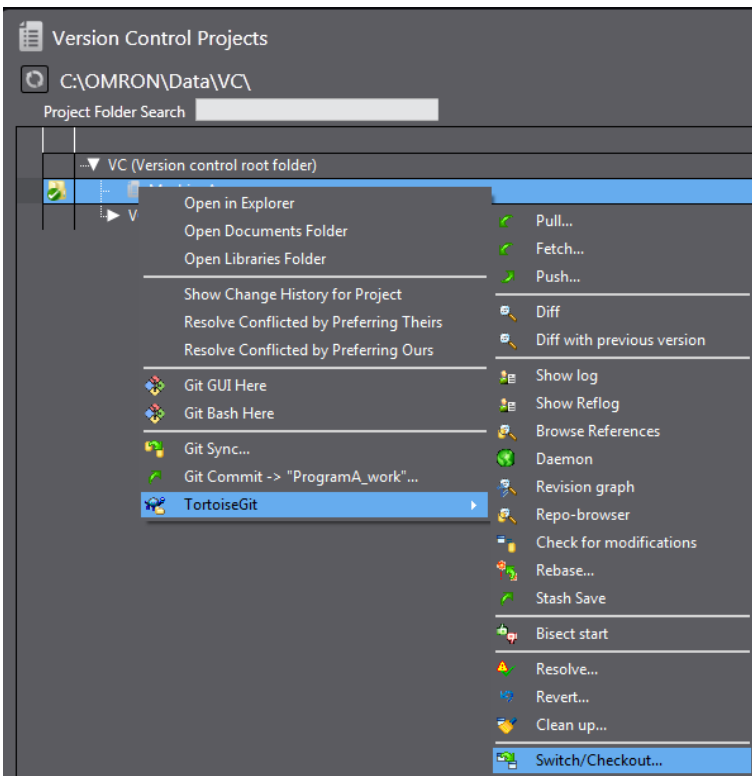 Version Control Projects
C:\OMRON\Data\VC\
Project Folder Search
VC (Version control root folder)
V
Open in Explorer
Open Documents Folder
Open Libraries Folder
Show Change History for Project
Resolve Conflicted by Preferring Theirs
Resolve Conflicted by Preferring Ours
Git GUI Here
Git Bash Here
Git Sync...
Git Commit -> "ProgramA_work"...
TortoiseGit
Pull...
Fetch...
Push...
Diff
Diff with previous version
Show log
Show Reflog
Browse References
Daemon
Revision graph
Repo-browser
Check for modifications
Rebase...
Stash Save
Bisect start
Resolve...
Revert...
Clean up...
Switch/Checkout...